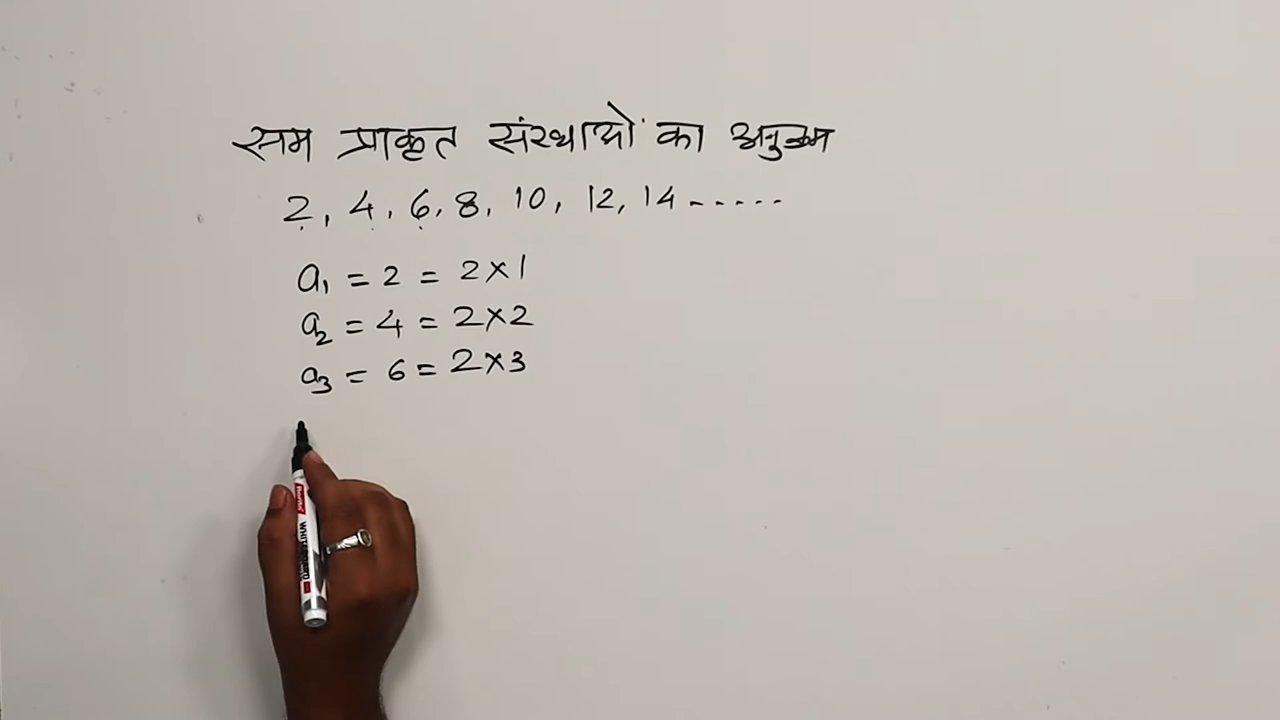 सम प्राकृत संख्याओं का अनुक्रम
2, 4, 6, 8, 10, 12, 14 -----
a₁ = 2 = 2×1
a₂ = 4 = 2×2
a₃ = 6 = 2×3
WHITEBOARD